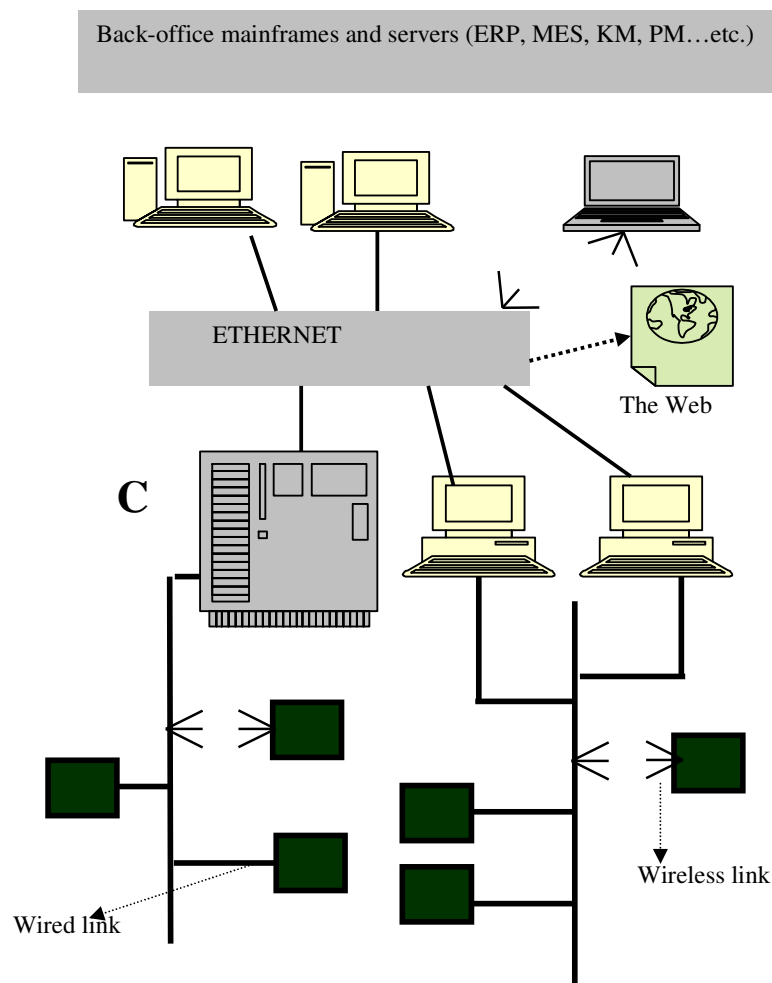 Back-office mainframes and servers (ERP, MES, KM, PM…etc.)
ETHERNET
The Web
C
Wireless link
Wired link